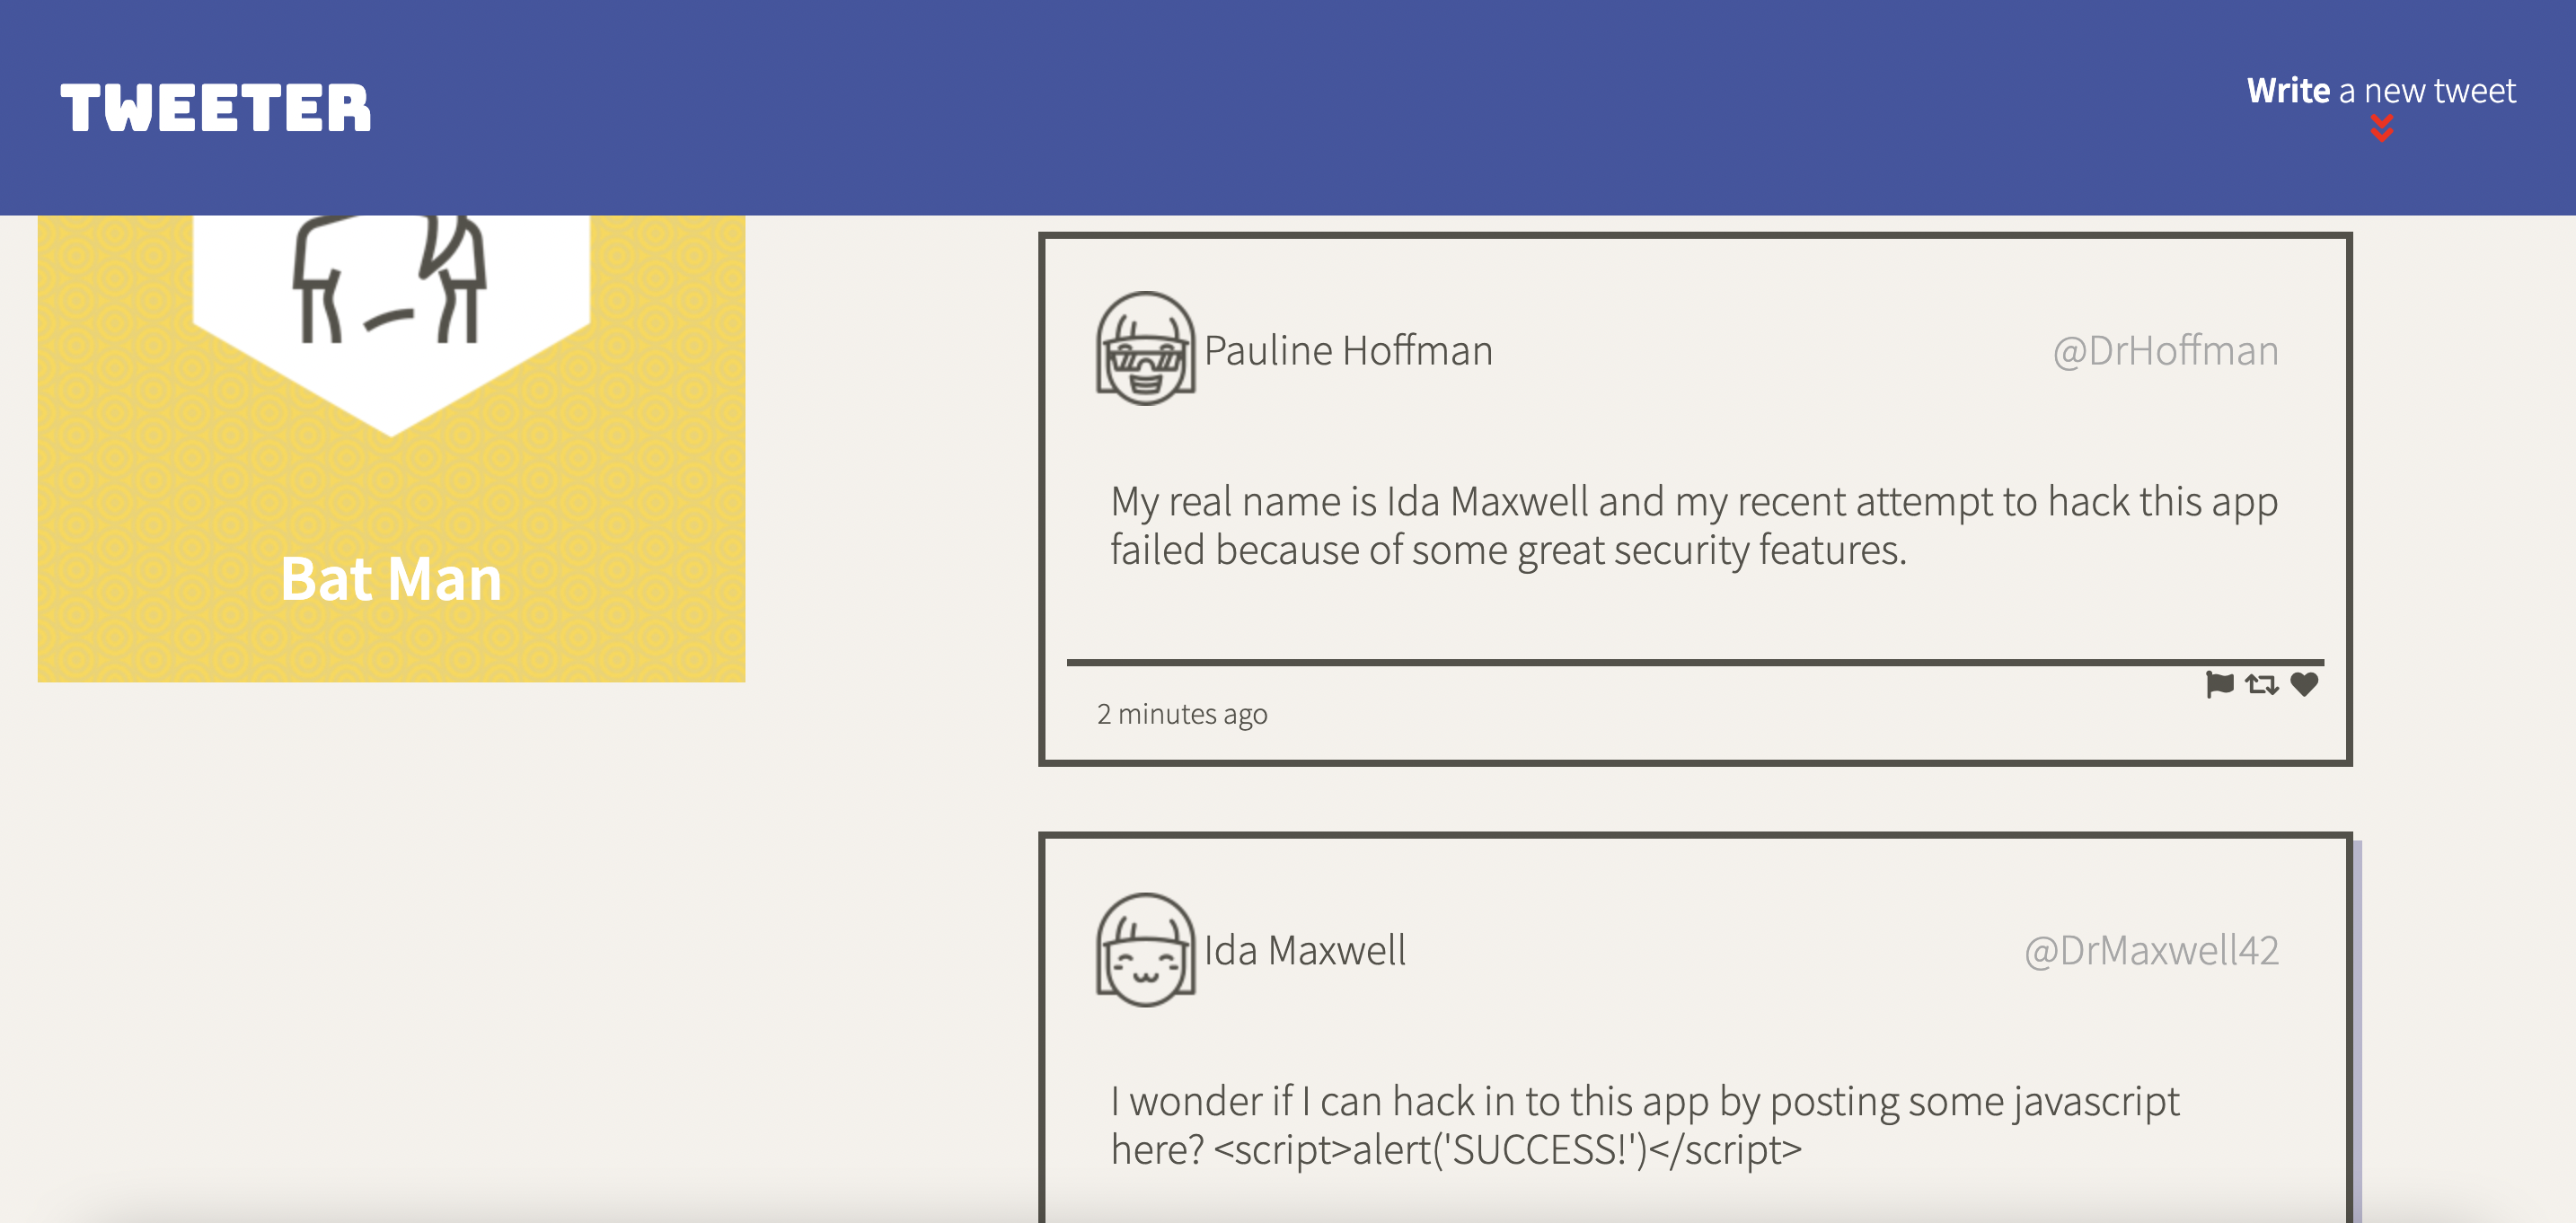 TWEETER
Write a new tweet
Bat Man
Pauline Hoffman
@DrHoffman
My real name is Ida Maxwell and my recent attempt to hack this app
failed because of some great security features.
2 minutes ago
Ida Maxwell
@DrMaxwell42
I wonder if I can hack in to this app by posting some javascript
here? <script>alert('SUCCESS!')</script>